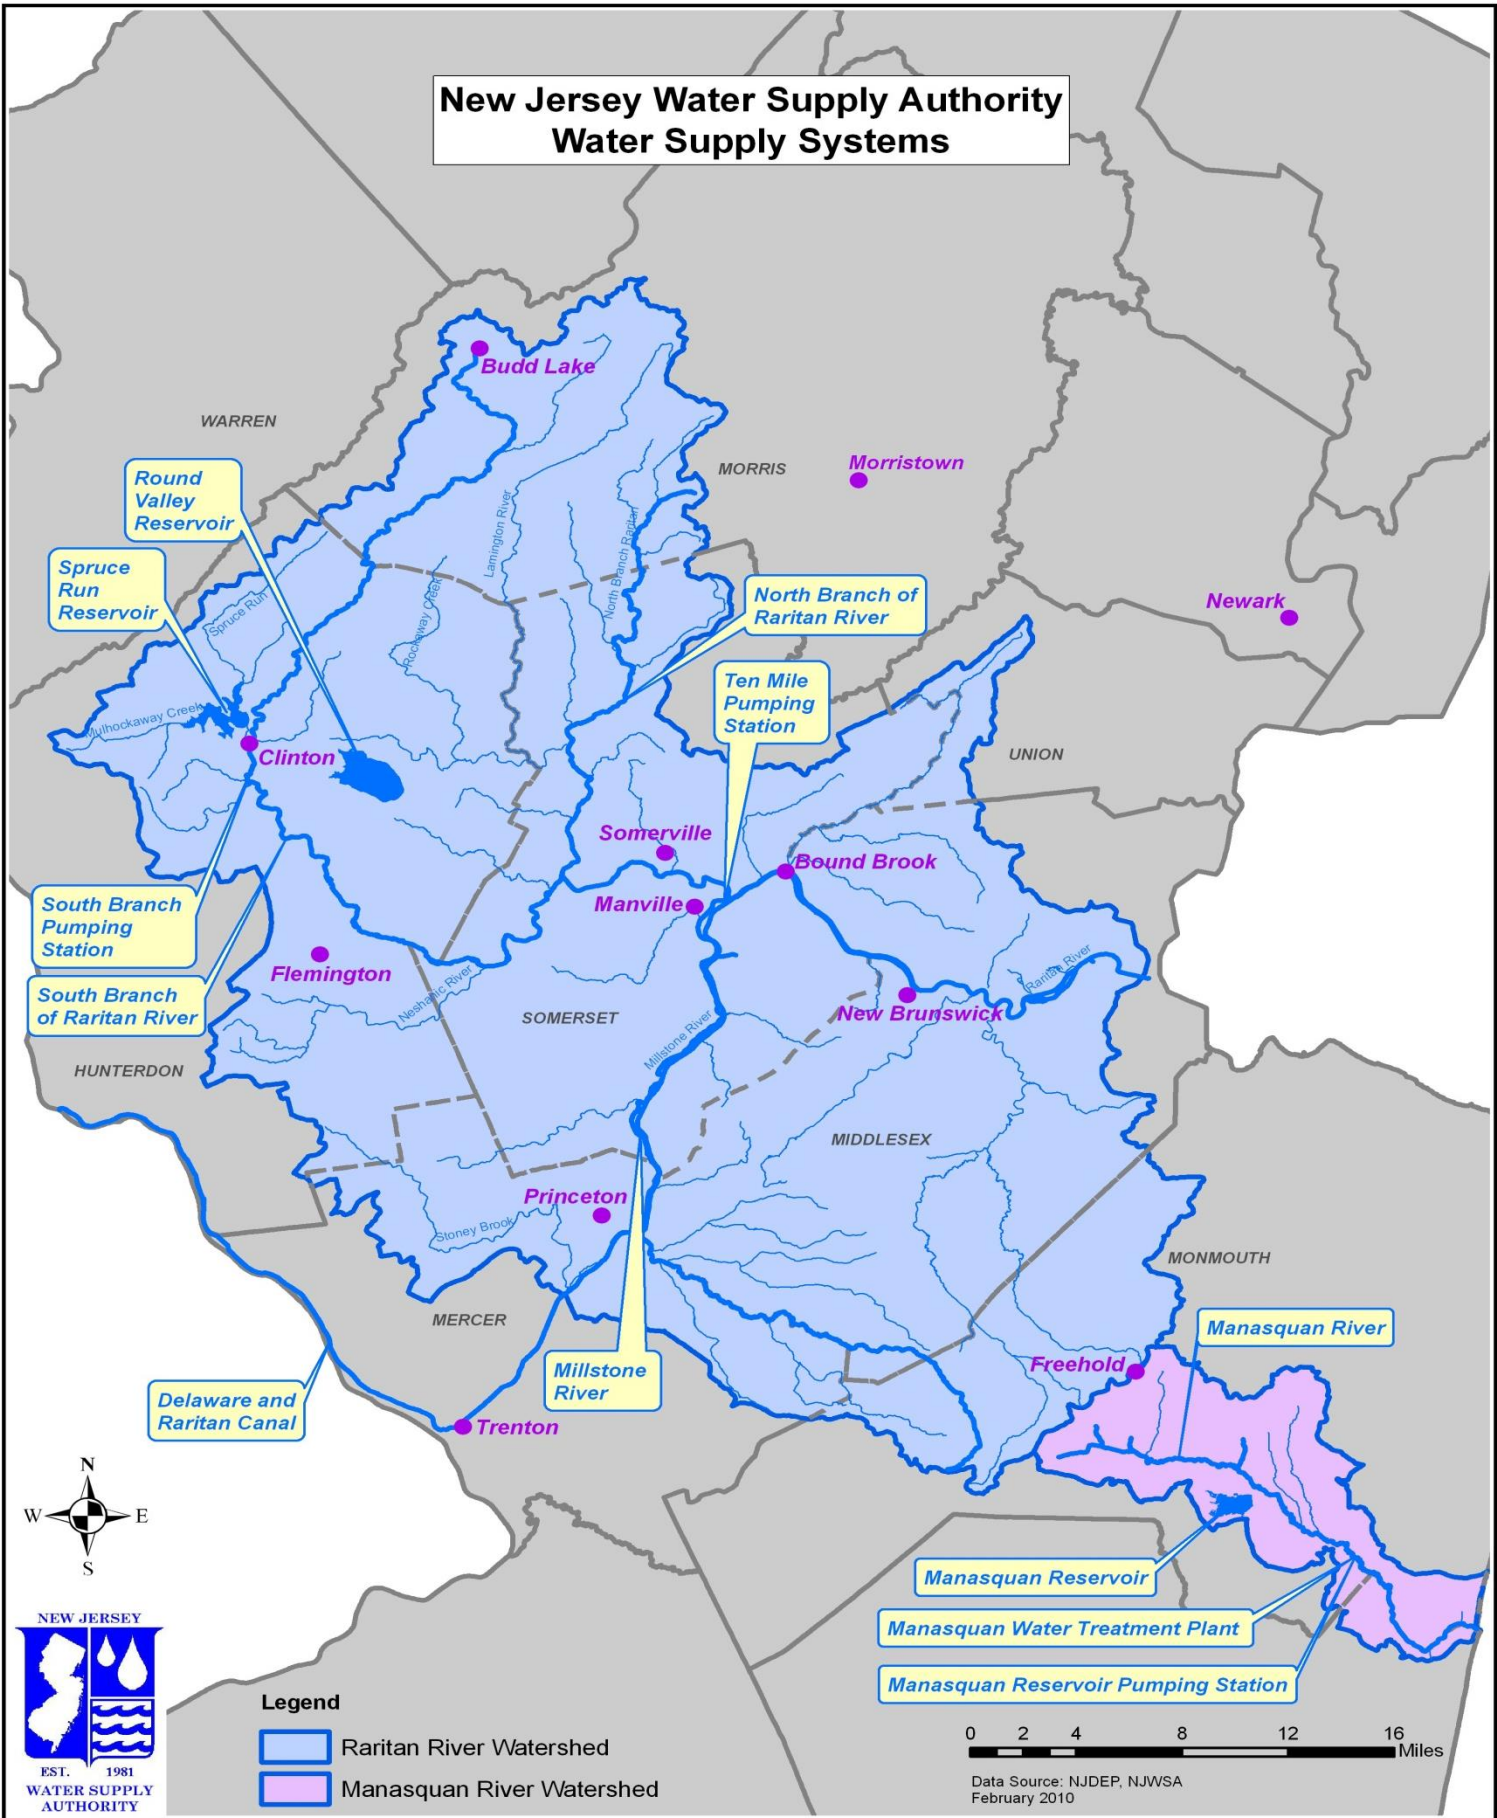 New Jersey Water Supply Authority
Water Supply Systems
Budd Lake
WARREN
MORRIS
Morristown
Round
Valley
Reservoir
Lamington River
North Branch Raritan
Spruce
Run
Reservoir
Spruce Run
Rockaway Creek
North Branch of
Raritan River
Newark
Ten Mile
Pumping
Station
Mulhockaway Creek
Clinton
UNION
Somerville
Bound Brook
South Branch
Pumping
Station
Manville
Flemington
South Branch
of Raritan River
Neshanic River
Raritan River
SOMERSET
New Brunswick
Millstone River
HUNTERDON
MIDDLESEX
Princeton
Stoney Brook
MONMOUTH
MERCER
Manasquan River
Freehold
Millstone
River
Delaware and
Raritan Canal
Trenton
N
W
E
S
Manasquan Reservoir
Manasquan Water Treatment Plant
Manasquan Reservoir Pumping Station
NEW JERSEY
EST. 1981
WATER SUPPLY
AUTHORITY
Legend
Raritan River Watershed
Manasquan River Watershed
0 2 4 8 12 16
Miles
Data Source: NJDEP, NJWSA
February 2010